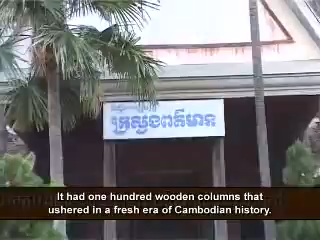 ក្រសួងព័ត៌មាន
It had one hundred wooden columns that
ushered in a fresh era of Cambodian history.